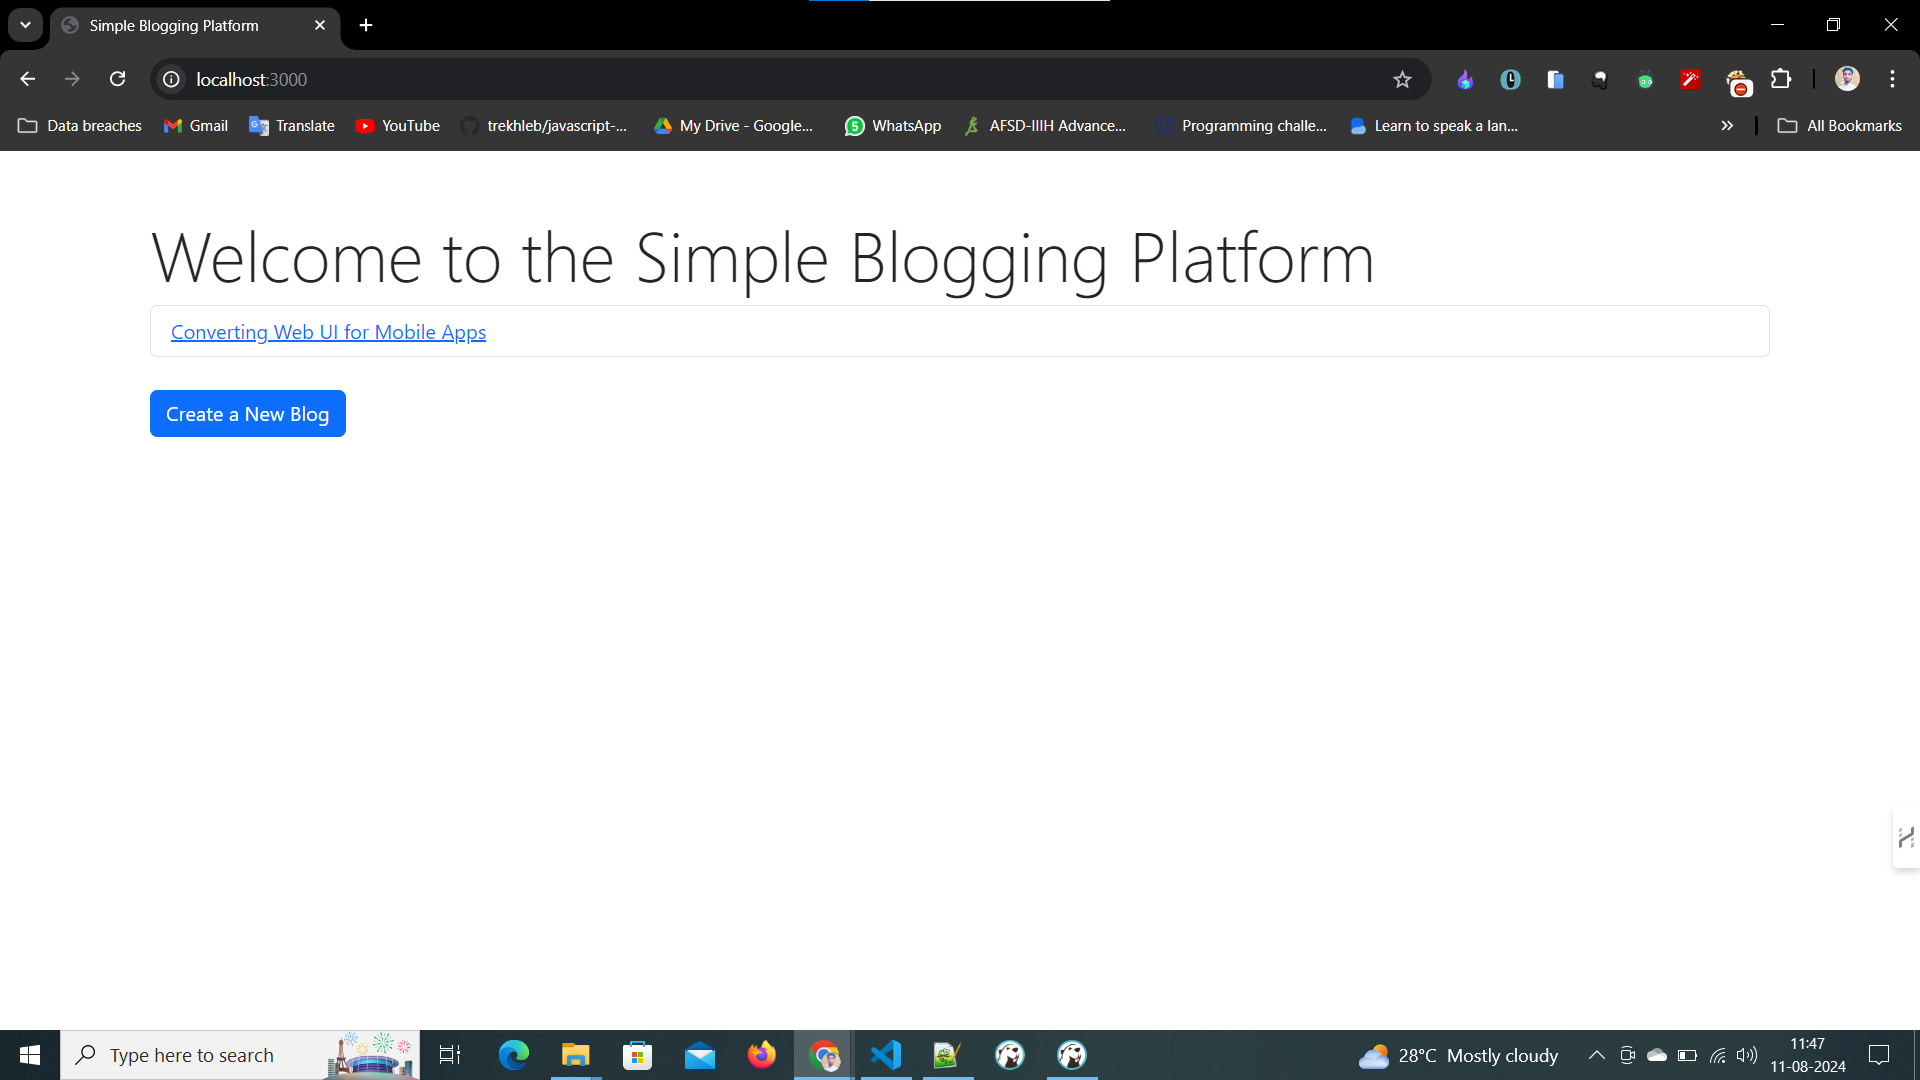 Simple Blogging Platform
localhost:3000
Data breaches Gmail Translate YouTube trekhleb/javascript-... My Drive - Google... 5 WhatsApp AFSD-IIIH Advance... Programming challe... Learn to speak a lan... All Bookmarks
Welcome to the Simple Blogging Platform
Converting Web UI for Mobile Apps
Create a New Blog
Type here to search
28°C Mostly cloudy
11:47
11-08-2024